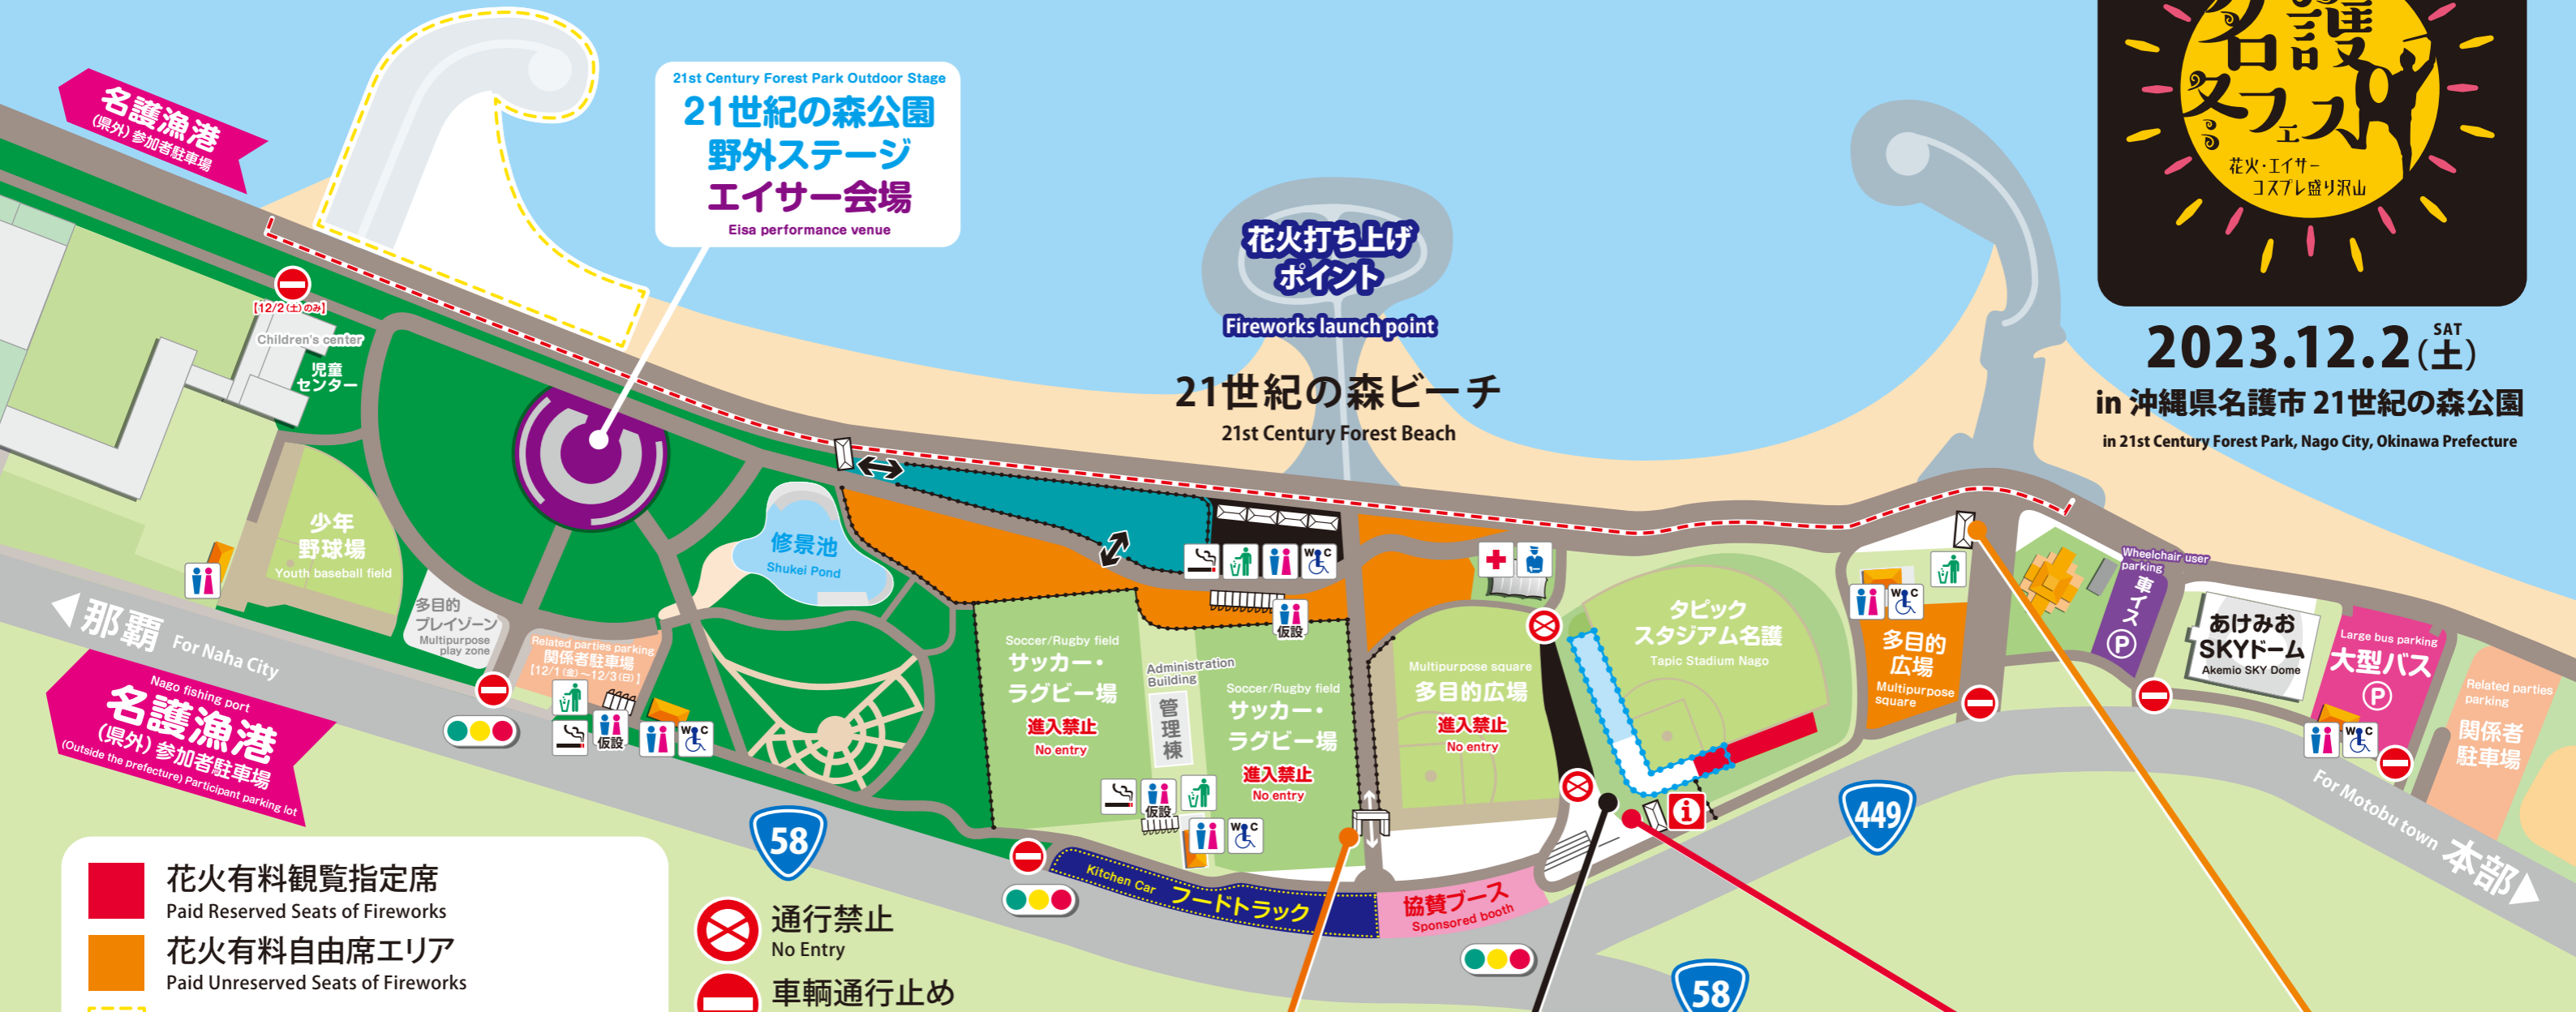 名護漁港
(県外)参加者駐車場
21st Century Forest Park Outdoor Stage
21世紀の森公園
野外ステージ
エイサー会場
Eisa performance venue
花火打ち上げ
ポイント
Fireworks launch point
21世紀の森ビーチ
21st Century Forest Beach
名護
冬フェス
花火・エイサー
コスプレ盛り沢山
2023.12.2(土)
SAT
in 沖縄県名護市 21世紀の森公園
in 21st Century Forest Park, Nago City, Okinawa Prefecture
【12/2(土)のみ】
Children's center
児童
センター
少年
野球場
Youth baseball field
多目的
プレイゾーン
Multipurpose
play zone
修景池
Shukei Pond
Related parties parking
関係者駐車場
【12/1(金)〜12/3(日)】
仮設
WC
那覇 For Naha City
Nago fishing port
名護漁港
(県外)参加者駐車場
(Outside the prefecture) Participant parking lot
WC
仮設
Soccer/Rugby field
サッカー・
ラグビー場
進入禁止
No entry
Administration
Building
管理棟
Soccer/Rugby field
サッカー・
ラグビー場
進入禁止
No entry
仮設
WC
Multipurpose square
多目的広場
進入禁止
No entry
タピック
スタジアム名護
Tapic Stadium Nago
WC
多目的
広場
Multipurpose
square
Wheelchair user
parking
車イス
P
あけみお
SKYドーム
Akemio SKY Dome
Large bus parking
大型バス
P
WC
Related parties
parking
関係者
駐車場
For Motobu town 本部
58
449
58
i
Kitchen Car フードトラック
協賛ブース
Sponsored booth
花火有料観覧指定席
Paid Reserved Seats of Fireworks
花火有料自由席エリア
Paid Unreserved Seats of Fireworks
通行禁止
No Entry
車輌通行止め